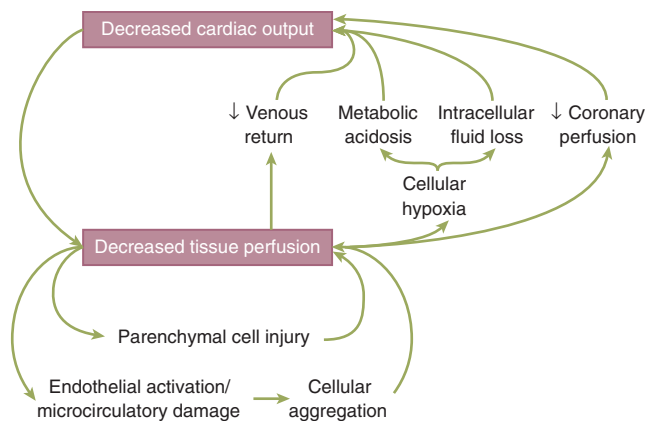 Decreased cardiac output
↓ Venous
return
Metabolic
acidosis
Intracellular
fluid loss
↓ Coronary
perfusion
Cellular
hypoxia
Decreased tissue perfusion
Parenchymal cell injury
Endothelial activation/
microcirculatory damage
Cellular
aggregation